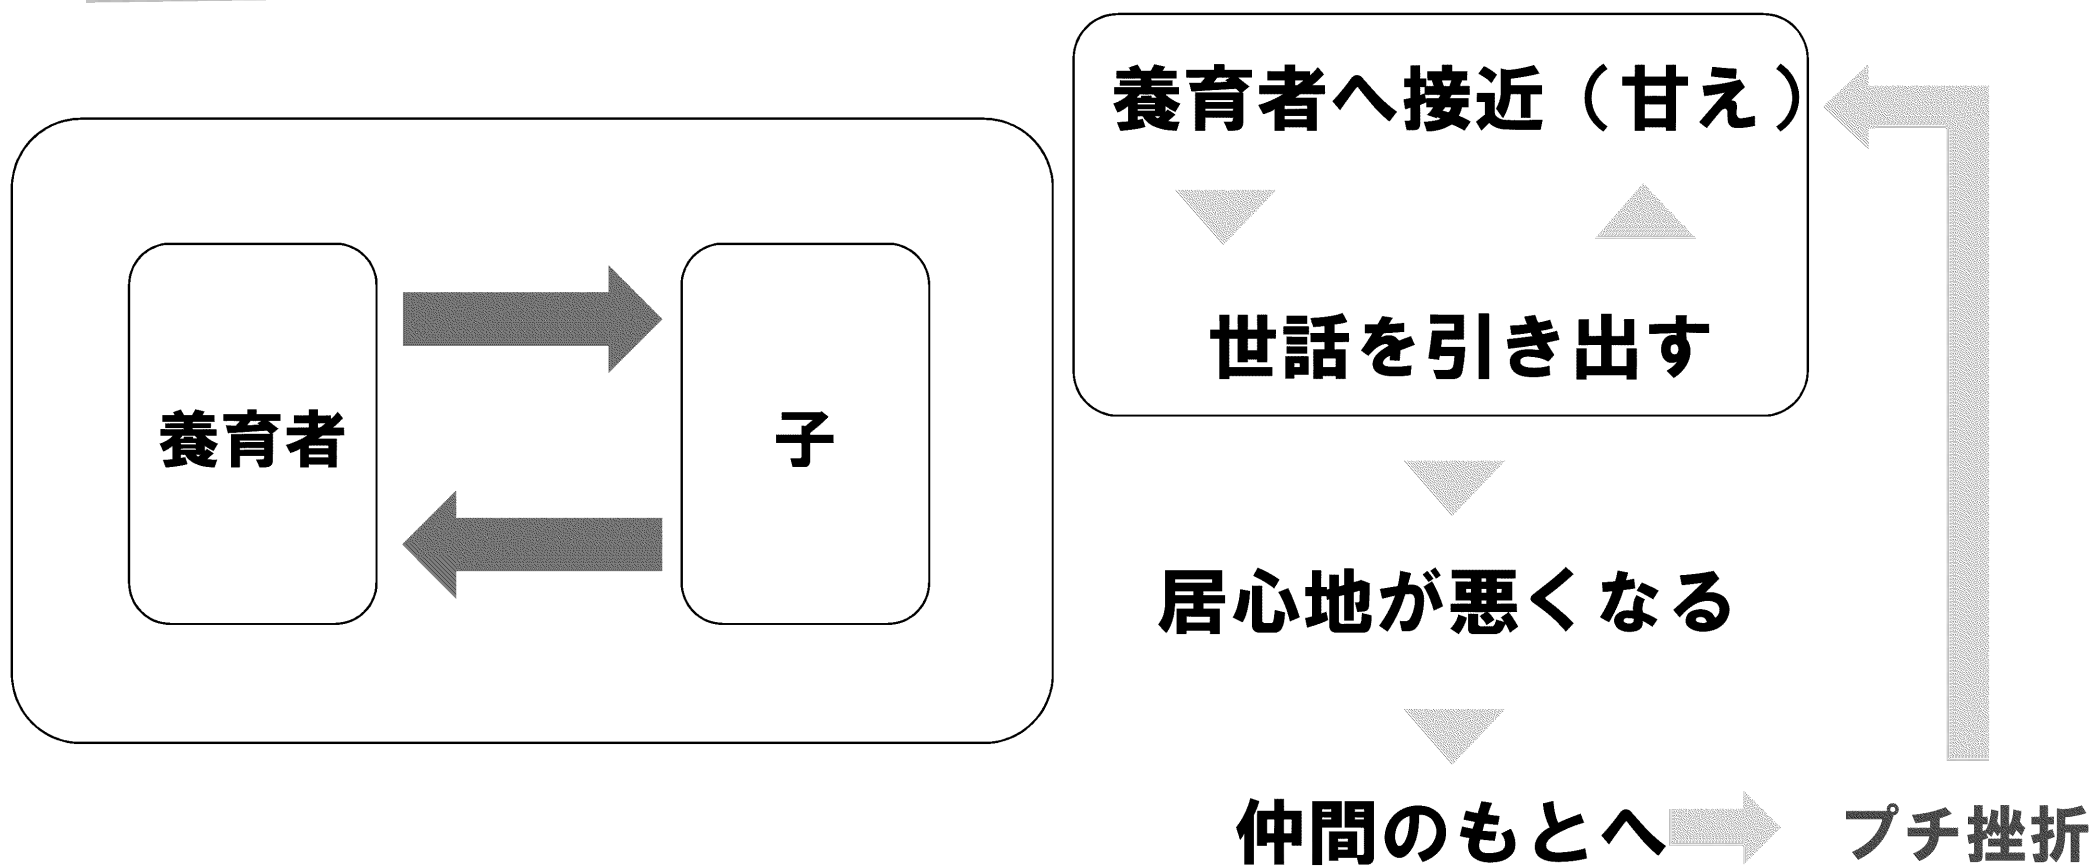 養育者
子
養育者へ接近（甘え）
世話を引き出す
居心地が悪くなる
仲間のもとへ
プチ挫折